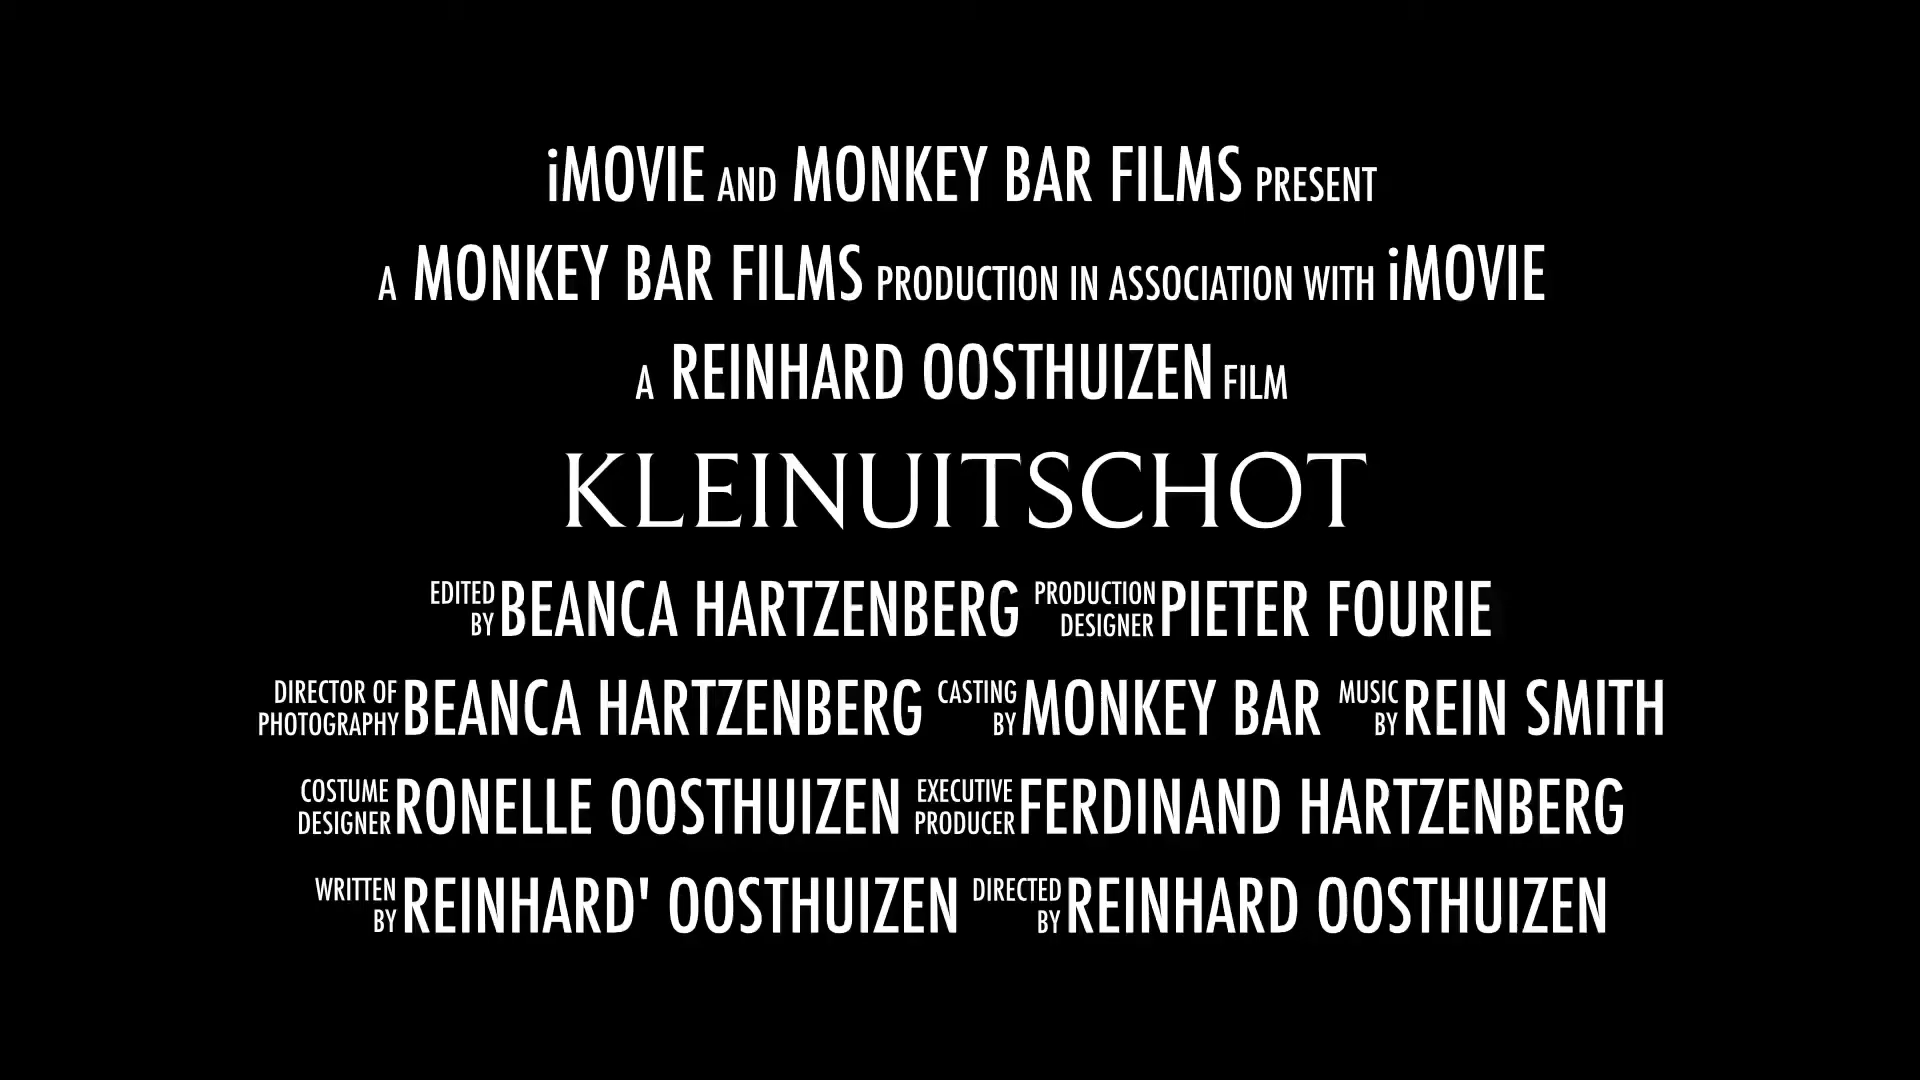 iMOVIE AND MONKEY BAR FILMS PRESENT
A MONKEY BAR FILMS PRODUCTION IN ASSOCIATION WITH iMOVIE
A REINHARD OOSTHUIZEN FILM
KLEINUITSCHOT
EDITED BY BEANCA HARTZENBERG PRODUCTION DESIGNER PIETER FOURIE
DIRECTOR OF PHOTOGRAPHY BEANCA HARTZENBERG CASTING BY MONKEY BAR MUSIC BY REIN SMITH
COSTUME DESIGNER RONELLE OOSTHUIZEN EXECUTIVE PRODUCER FERDINAND HARTZENBERG
WRITTEN BY REINHARD' OOSTHUIZEN DIRECTED BY REINHARD OOSTHUIZEN